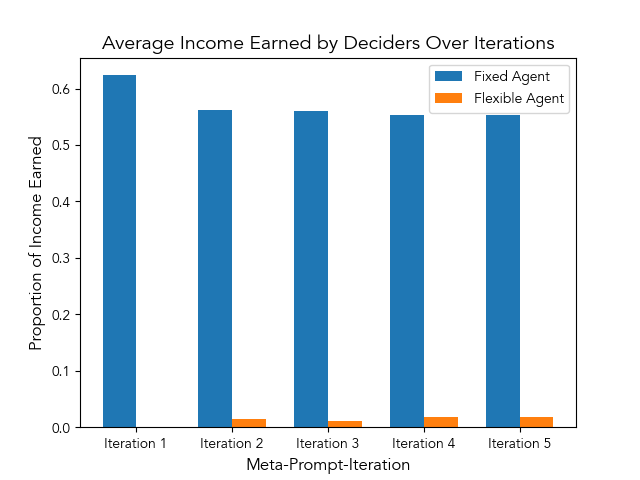 Average Income Earned by Deciders Over Iterations
Fixed Agent
Flexible Agent
Proportion of Income Earned
0.6
0.5
0.4
0.3
0.2
0.1
0.0
Iteration 1
Iteration 2
Iteration 3
Iteration 4
Iteration 5
Meta-Prompt-Iteration